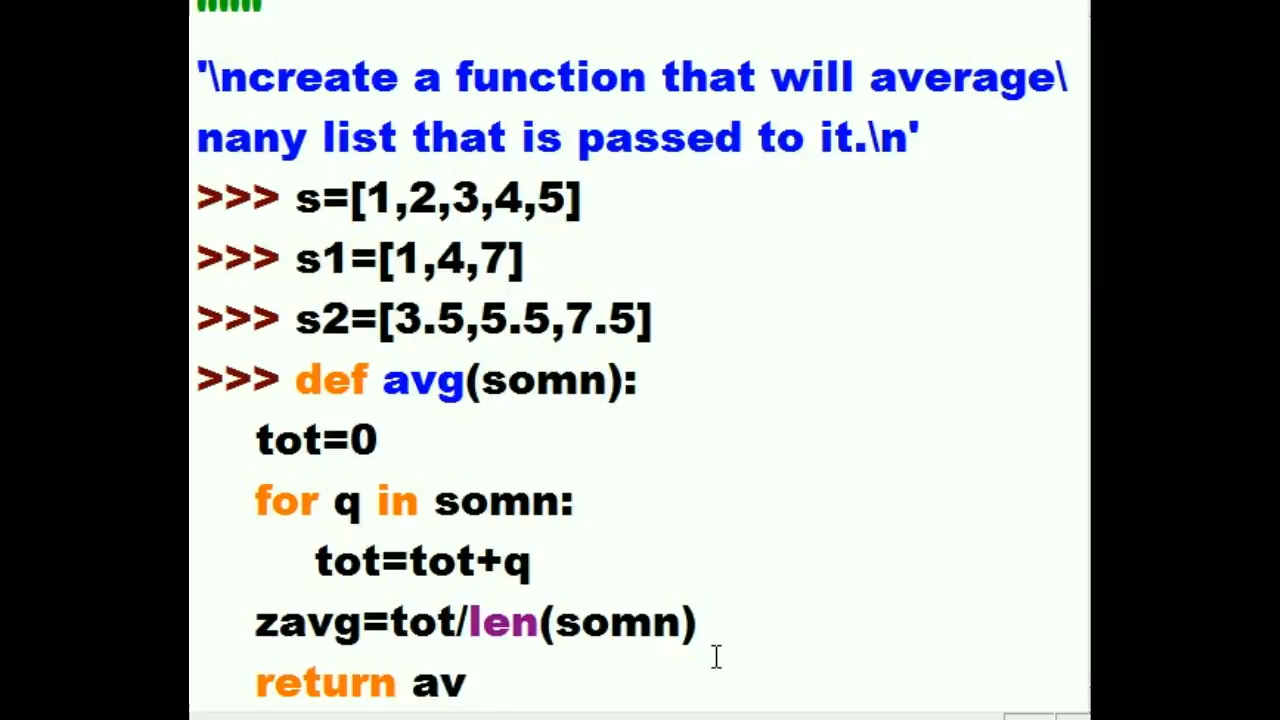 '\ncreate a function that will average\
nany list that is passed to it.\n'
>>> s=[1,2,3,4,5]
>>> s1=[1,4,7]
>>> s2=[3.5,5.5,7.5]
>>> def avg(somn):
tot=0
for q in somn:
tot=tot+q
zavg=tot/len(somn)
return av